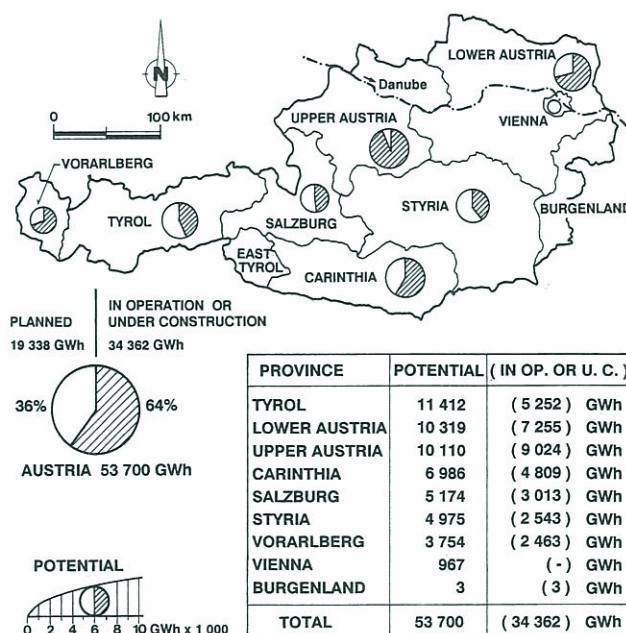 LOWER AUSTRIA
N
Danube
0 100 km
UPPER AUSTRIA
VIENNA
VORARLBERG
TYROL
SALZBURG
STYRIA
BURGENLAND
EAST
TYROL
CARINTHIA
PLANNED
19 338 GWh
IN OPERATION OR
UNDER CONSTRUCTION
34 362 GWh
36% 64%
AUSTRIA 53 700 GWh
POTENTIAL
0 2 4 6 8 10 GWh x 1 000
PROVINCE POTENTIAL (IN OP. OR U. C.)
TYROL 11 412 (5 252) GWh
LOWER AUSTRIA 10 319 (7 255) GWh
UPPER AUSTRIA 10 110 (9 024) GWh
CARINTHIA 6 986 (4 809) GWh
SALZBURG 5 174 (3 013) GWh
STYRIA 4 975 (2 543) GWh
VORARLBERG 3 754 (2 463) GWh
VIENNA 967 (-) GWh
BURGENLAND 3 (3) GWh
TOTAL 53 700 (34 362) GWh